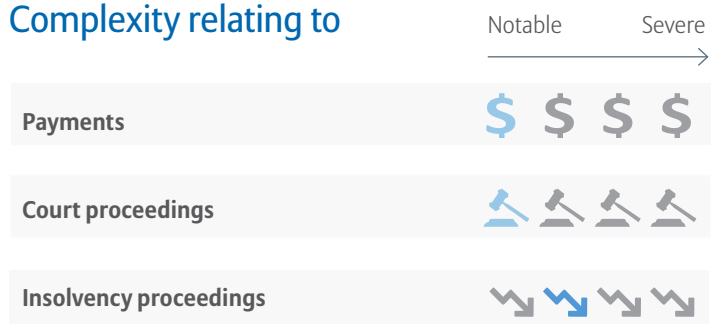 Complexity relating to
Notable Severe
Payments
$ $ $ $
Court proceedings
Insolvency proceedings